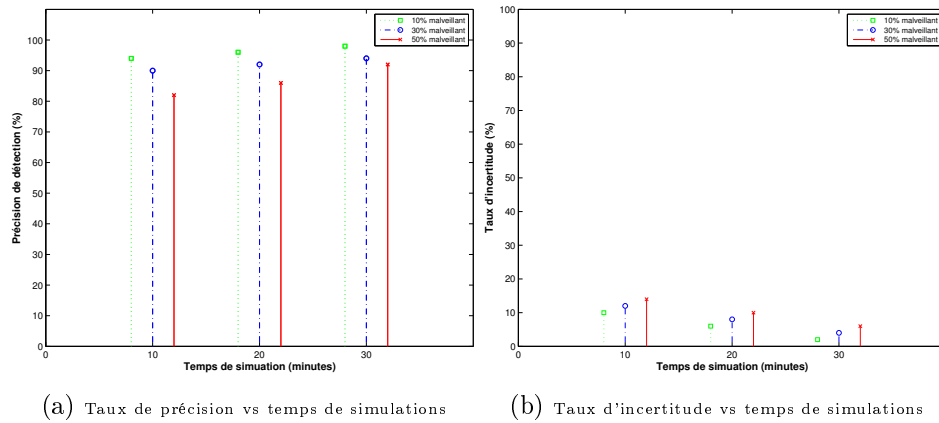 10% malveillant
30% malveillant
50% malveillant
Précision de détection (%)
100
90
80
70
60
50
40
30
20
10
0
0
10
20
30
Temps de simuation (minutes)
(a) Taux de précision vs temps de simulations
10% malveillant
30% malveillant
50% malveillant
Taux d'incertitude (%)
100
90
80
70
60
50
40
30
20
10
0
0
10
20
30
Temps de simuation (minutes)
(b) Taux d'incertitude vs temps de simulations